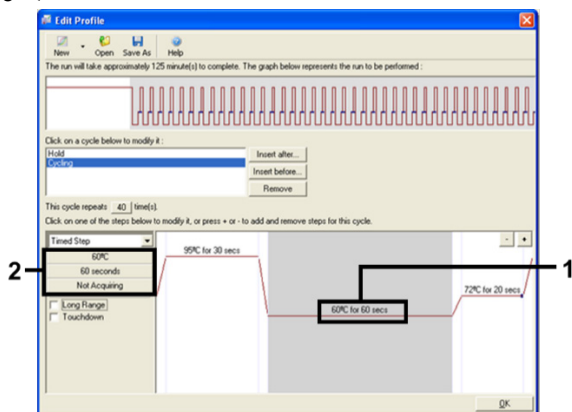 Edit Profile
New Open Save As Help
The run will take approximately 125 minute(s) to complete. The graph below represents the run to be performed :
Click on a cycle below to modify it :
Hold
Cycling
Insert after...
Insert before...
Remove
This cycle repeats 40 time(s).
Click on one of the steps below to modify it, or press + or - to add and remove steps for this cycle.
Timed Step
- +
60ºC
60 seconds
Not Acquiring
Long Range
Touchdown
95ºC for 30 secs
60ºC for 60 secs
72ºC for 20 secs
2
1
OK